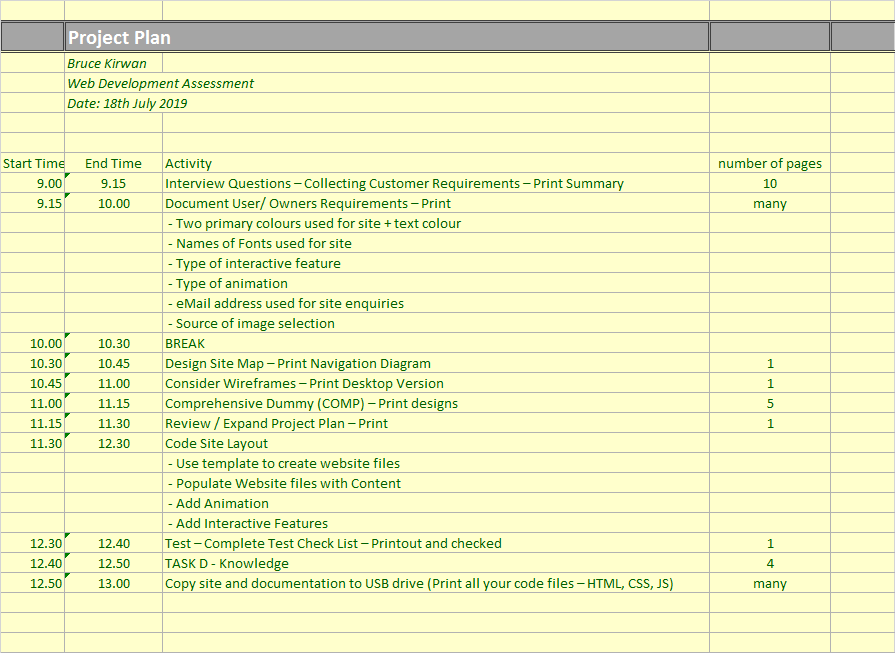 Project Plan
Bruce Kirwan
Web Development Assessment
Date: 18th July 2019
Start Time End Time Activity number of pages
9.00 9.15 Interview Questions – Collecting Customer Requirements – Print Summary 10
9.15 10.00 Document User/ Owners Requirements – Print many
- Two primary colours used for site + text colour
- Names of Fonts used for site
- Type of interactive feature
- Type of animation
- eMail address used for site enquiries
- Source of image selection
10.00 10.30 BREAK
10.30 10.45 Design Site Map – Print Navigation Diagram 1
10.45 11.00 Consider Wireframes – Print Desktop Version 1
11.00 11.15 Comprehensive Dummy (COMP) – Print designs 5
11.15 11.30 Review / Expand Project Plan – Print 1
11.30 12.30 Code Site Layout
- Use template to create website files
- Populate Website files with Content
- Add Animation
- Add Interactive Features
12.30 12.40 Test – Complete Test Check List – Printout and checked 1
12.40 12.50 TASK D - Knowledge 4
12.50 13.00 Copy site and documentation to USB drive (Print all your code files – HTML, CSS, JS) many